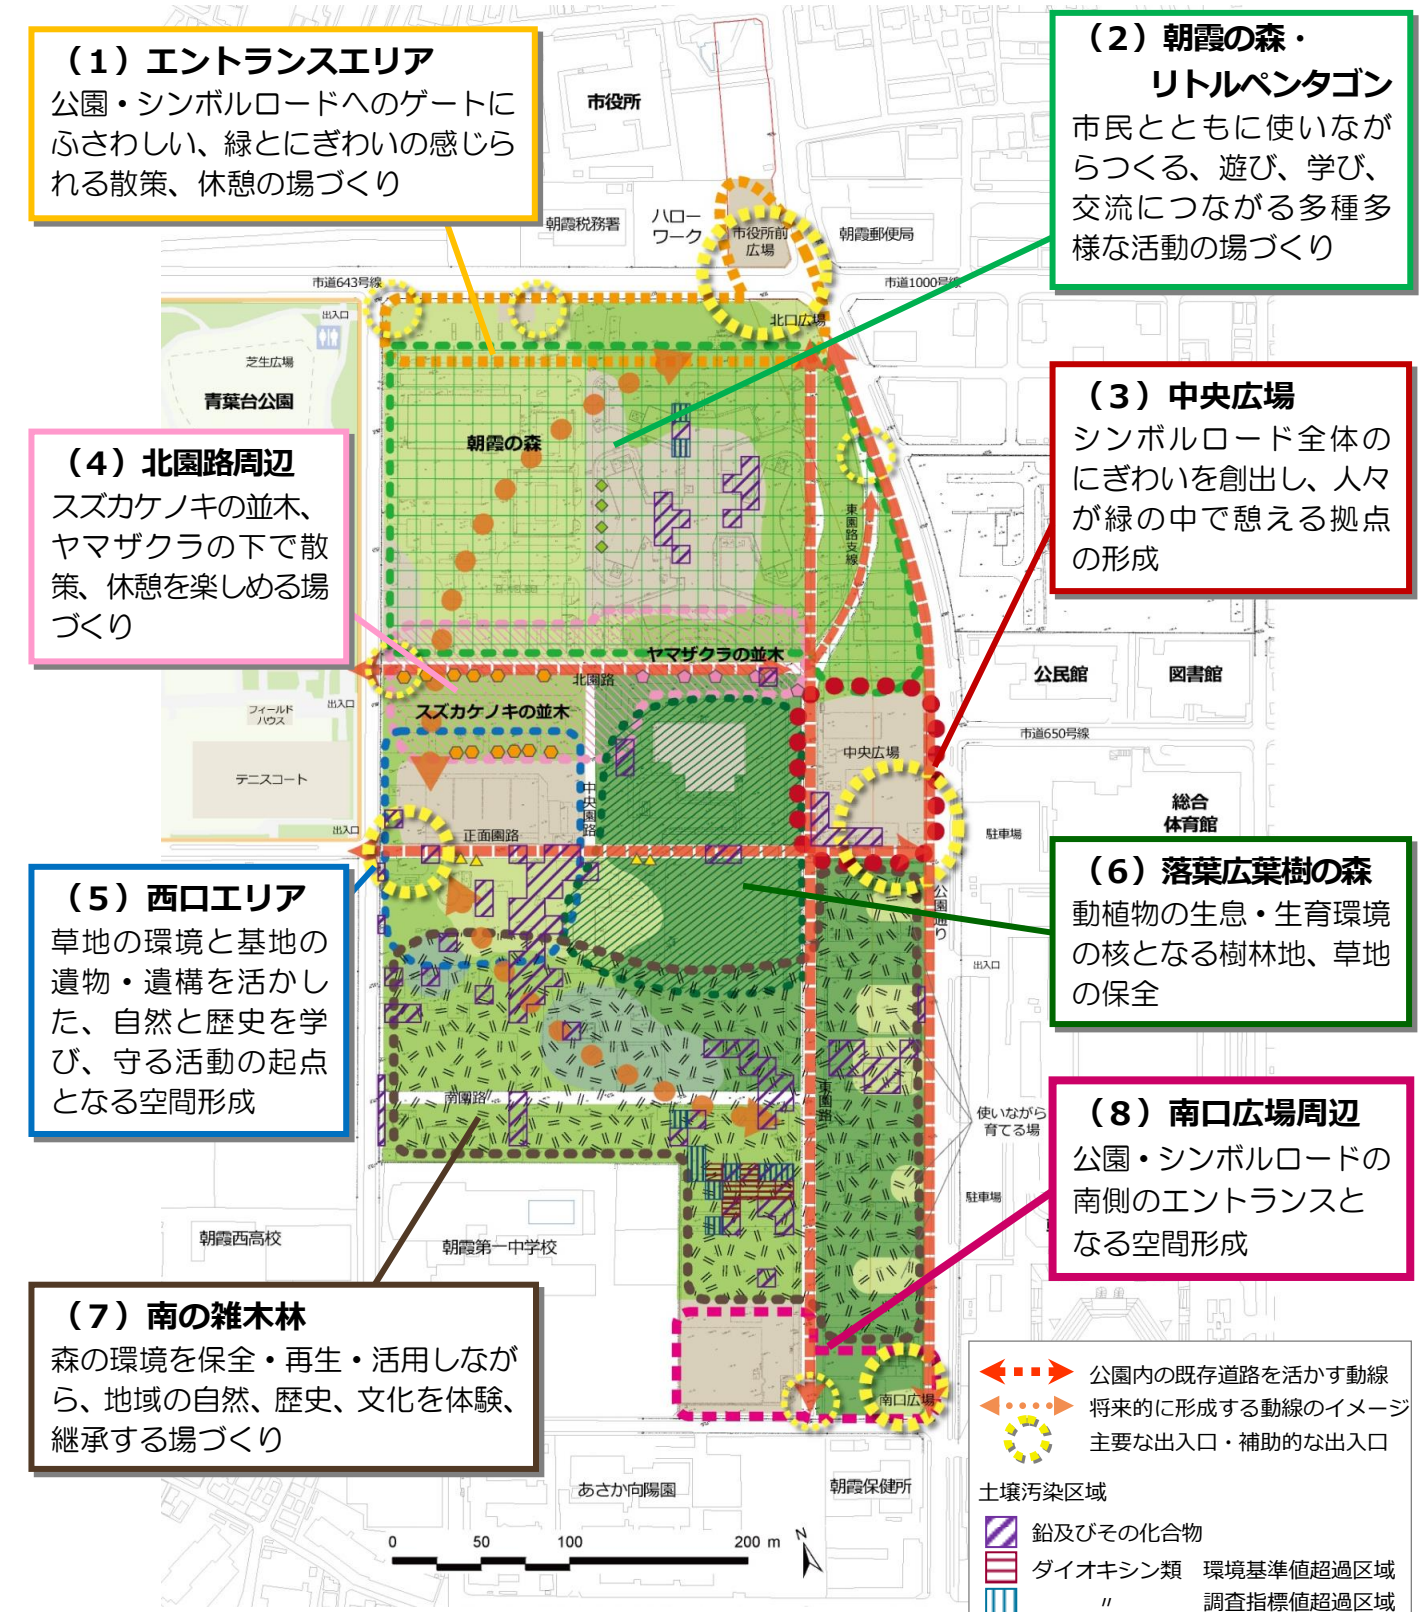 （1）エントランスエリア
公園・シンボルロードへのゲートに
ふさわしい、緑とにぎわいの感じら
れる散策、休憩の場づくり
（2）朝霞の森・
リトルペンタゴン
市民とともに使いなが
らつくる、遊び、学び、
交流につながる多種多
様な活動の場づくり
市役所
朝霞税務署
ハロー
ワーク
市役所前
広場
朝霞郵便局
市道643号線
市道1000号線
出入口
北口広場
芝生広場
青葉台公園
朝霞の森
東園路支線
（3）中央広場
シンボルロード全体の
にぎわいを創出し、人々
が緑の中で憩える拠点
の形成
（4）北園路周辺
スズカケノキの並木、
ヤマザクラの下で散
策、休憩を楽しめる場
づくり
ヤマザクラの並木
北園路
公民館
図書館
フィールド
ハウス
出入口
スズカケノキの並木
市道650号線
中央広場
テニスコート
中央園路
総合
体育館
駐車場
出入口
正面園路
（5）西口エリア
草地の環境と基地の
遺物・遺構を活かし
た、自然と歴史を学
び、守る活動の起点
となる空間形成
（6）落葉広葉樹の森
動植物の生息・生育環境
の核となる樹林地、草地
の保全
公園通り
出入口
南園路
東園路
使いながら
育てる場
（8）南口広場周辺
公園・シンボルロードの
南側のエントランスと
なる空間形成
駐車場
朝霞西高校
朝霞第一中学校
（7）南の雑木林
森の環境を保全・再生・活用しなが
ら、地域の自然、歴史、文化を体験、
継承する場づくり
南口広場
あさか向陽園
朝霞保健所
0 50 100 200 m
N
公園内の既存道路を活かす動線
将来的に形成する動線のイメージ
主要な出入口・補助的な出入口
土壌汚染区域
鉛及びその化合物
ダイオキシン類 環境基準値超過区域
〃 調査指標値超過区域